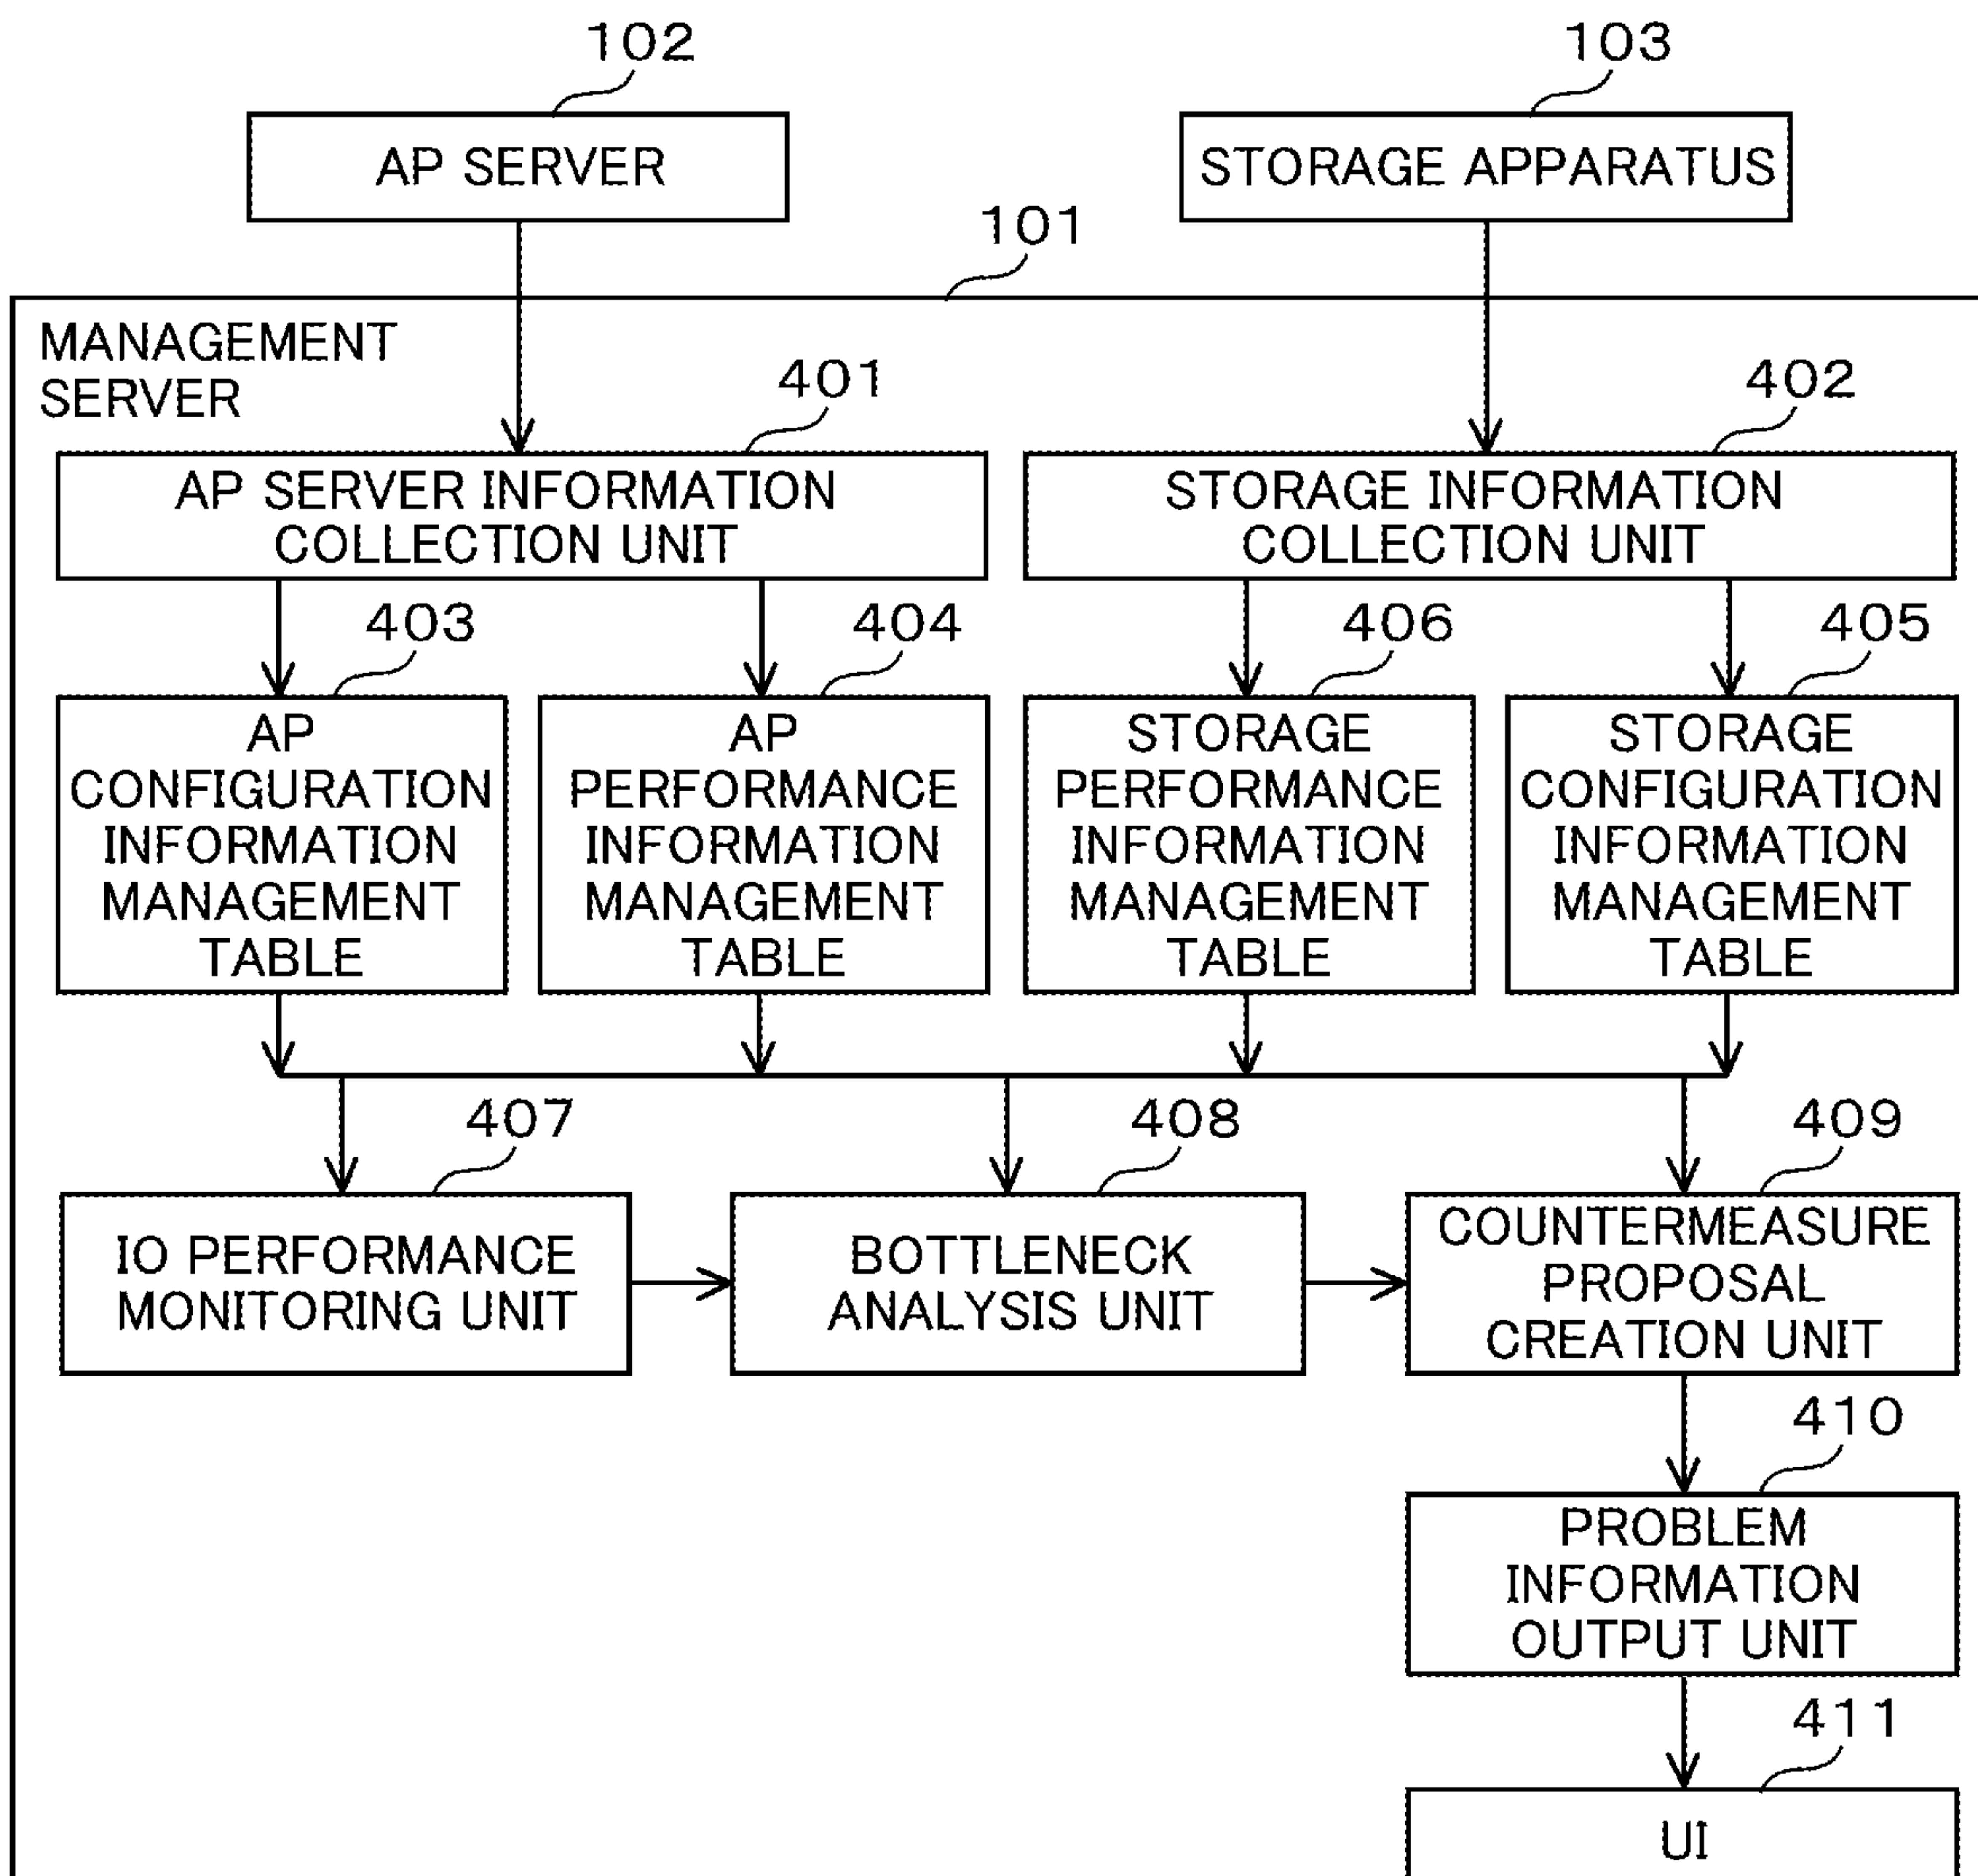 102
103
AP SERVER
STORAGE APPARATUS
101
MANAGEMENT
SERVER
401
402
AP SERVER INFORMATION
COLLECTION UNIT
STORAGE INFORMATION
COLLECTION UNIT
403
404
406
405
AP
CONFIGURATION
INFORMATION
MANAGEMENT
TABLE
AP
PERFORMANCE
INFORMATION
MANAGEMENT
TABLE
STORAGE
PERFORMANCE
INFORMATION
MANAGEMENT
TABLE
STORAGE
CONFIGURATION
INFORMATION
MANAGEMENT
TABLE
407
408
409
IO PERFORMANCE
MONITORING UNIT
BOTTLENECK
ANALYSIS UNIT
COUNTERMEASURE
PROPOSAL
CREATION UNIT
410
PROBLEM
INFORMATION
OUTPUT UNIT
411
UI